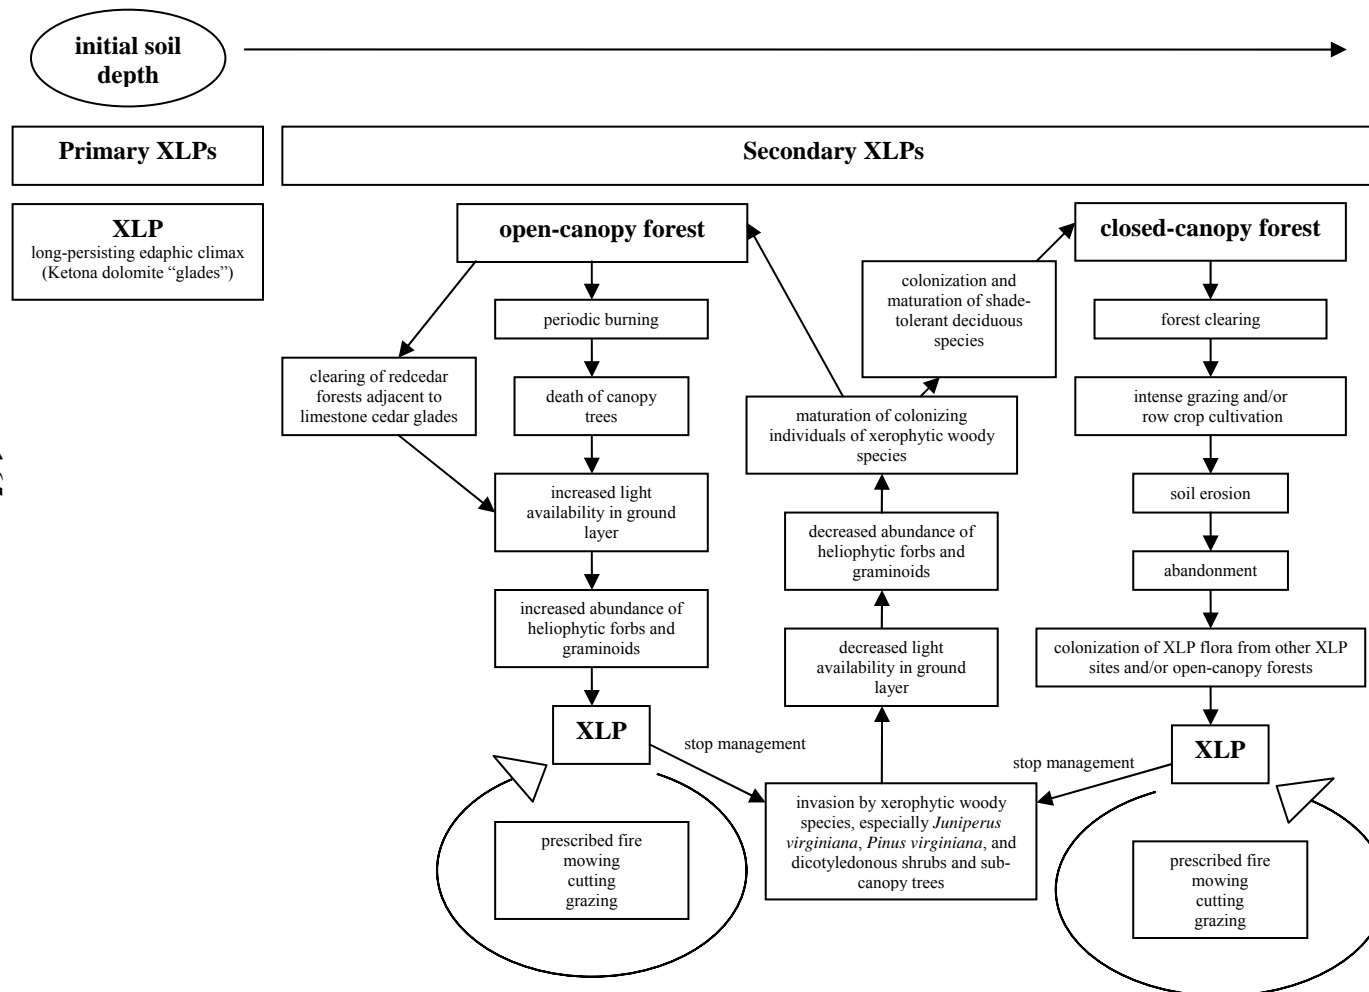 initial soil
depth
Primary XLPs
Secondary XLPs
XLP
long-persisting edaphic climax
(Ketona dolomite “glades”)
open-canopy forest
closed-canopy forest
periodic burning
clearing of redcedar
forests adjacent to
limestone cedar glades
death of canopy
trees
increased light
availability in ground
layer
increased abundance of
heliophytic forbs and
graminoids
XLP
stop management
prescribed fire
mowing
cutting
grazing
invasion by xerophytic woody
species, especially Juniperus
virginiana, Pinus virginiana, and
dicotyledonous shrubs and sub-
canopy trees
decreased light
availability in ground
layer
decreased abundance of
heliophytic forbs and
graminoids
maturation of colonizing
individuals of xerophytic woody
species
colonization and
maturation of shade-
tolerant deciduous
species
forest clearing
intense grazing and/or
row crop cultivation
soil erosion
abandonment
colonization of XLP flora from other XLP
sites and/or open-canopy forests
XLP
stop management
prescribed fire
mowing
cutting
grazing